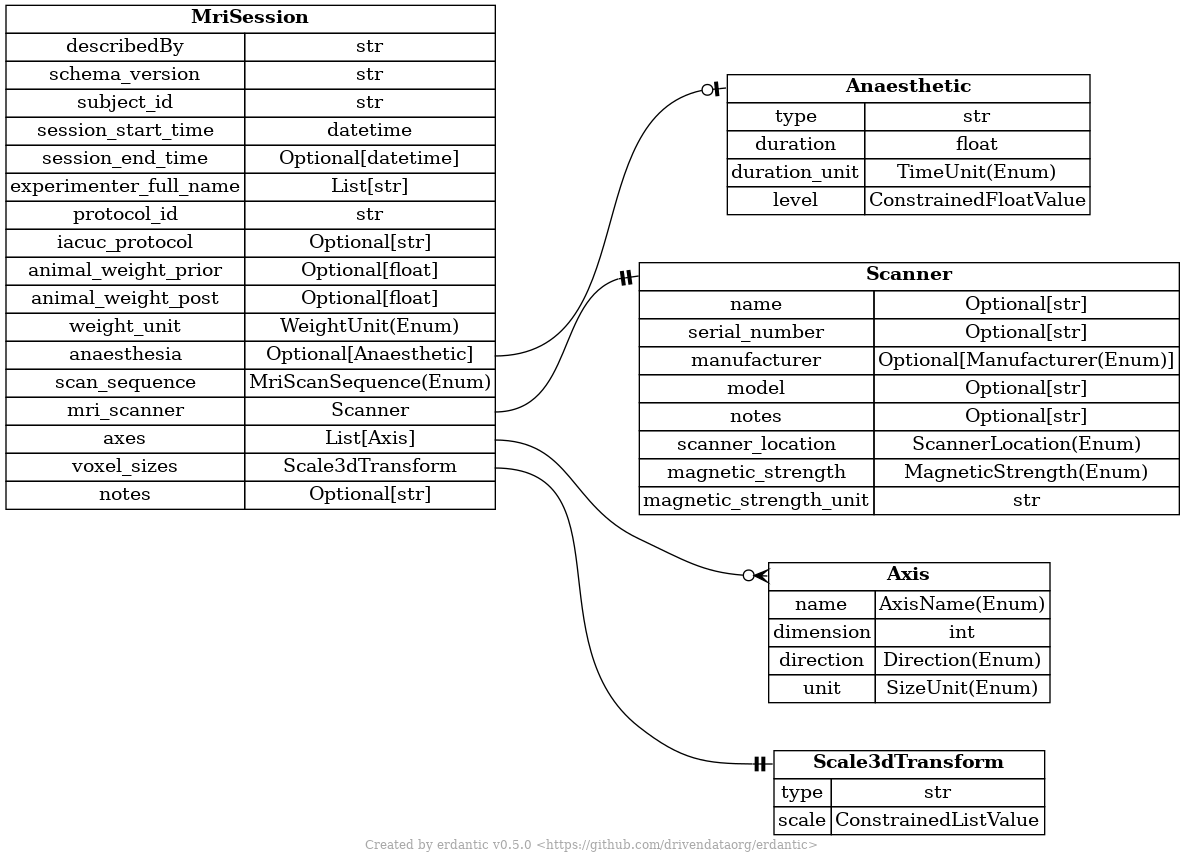 MriSession
describedBy str
schema_version str
subject_id str
session_start_time datetime
session_end_time Optional[datetime]
experimenter_full_name List[str]
protocol_id str
iacuc_protocol Optional[str]
animal_weight_prior Optional[float]
animal_weight_post Optional[float]
weight_unit WeightUnit(Enum)
anaesthesia Optional[Anaesthetic]
scan_sequence MriScanSequence(Enum)
mri_scanner Scanner
axes List[Axis]
voxel_sizes Scale3dTransform
notes Optional[str]
Anaesthetic
type str
duration float
duration_unit TimeUnit(Enum)
level ConstrainedFloatValue
Scanner
name Optional[str]
serial_number Optional[str]
manufacturer Optional[Manufacturer(Enum)]
model Optional[str]
notes Optional[str]
scanner_location ScannerLocation(Enum)
magnetic_strength MagneticStrength(Enum)
magnetic_strength_unit str
Axis
name AxisName(Enum)
dimension int
direction Direction(Enum)
unit SizeUnit(Enum)
Scale3dTransform
type str
scale ConstrainedListValue
Created by erdantic v0.5.0 <https://github.com/drivendataorg/erdantic>